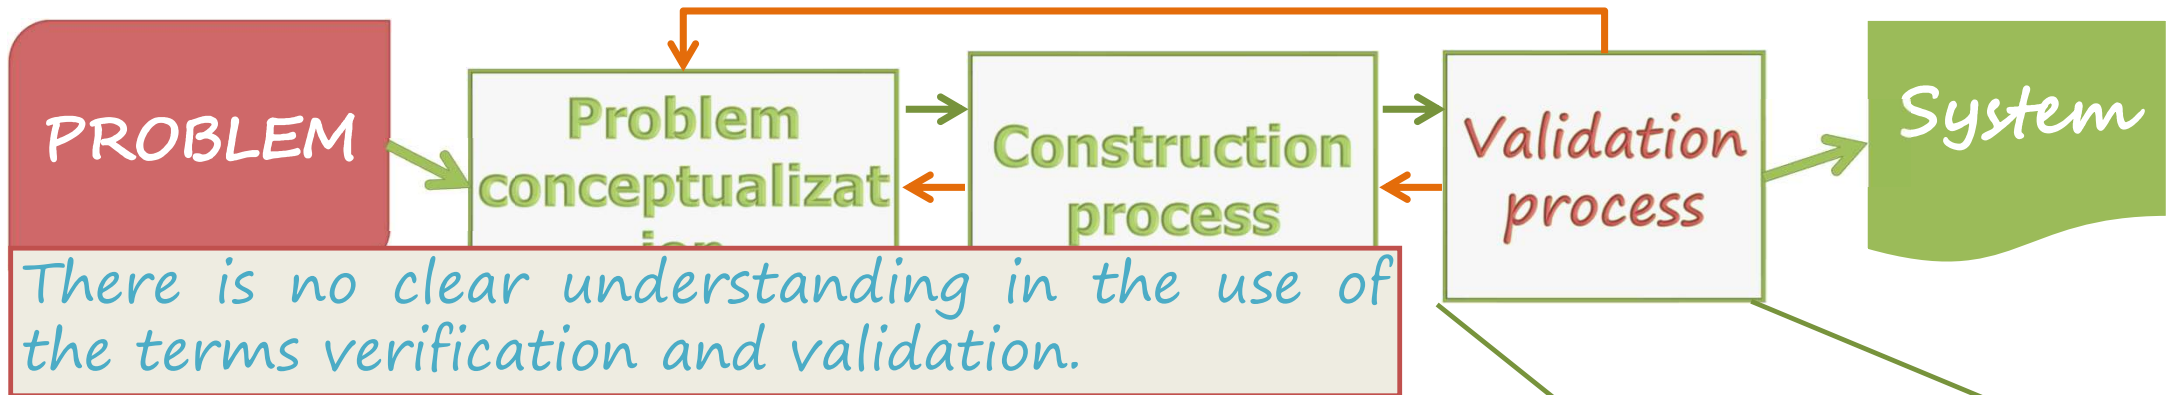 PROBLEM
Problem
conceptualizat
ion
Construction
process
Validation
process
System
There is no clear understanding in the use of
the terms verification and validation.